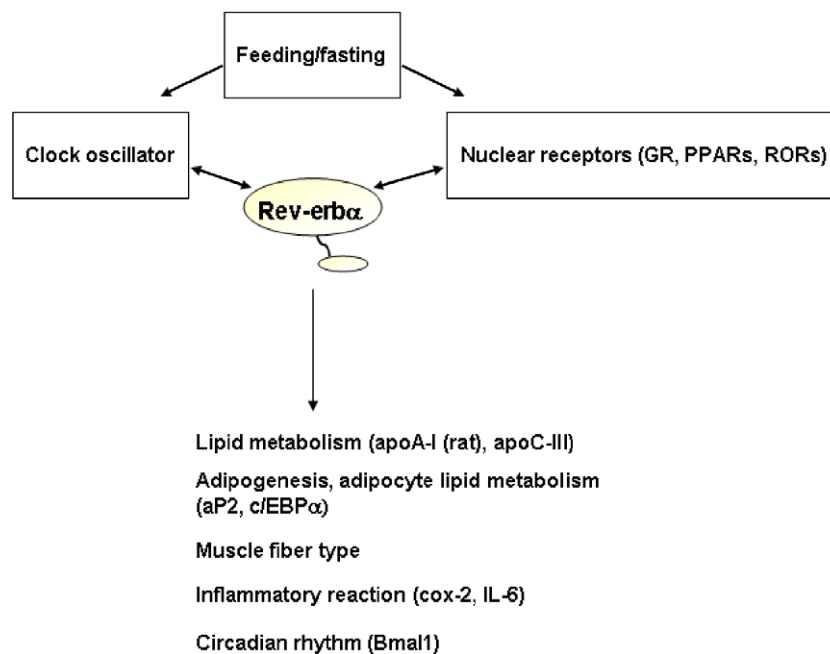 Feeding/fasting
Clock oscillator
Nuclear receptors (GR, PPARs, RORs)
Rev-erbα
Lipid metabolism (apoA-I (rat), apoC-III)
Adipogenesis, adipocyte lipid metabolism
(aP2, c/EBPα)
Muscle fiber type
Inflammatory reaction (cox-2, IL-6)
Circadian rhythm (Bmal1)